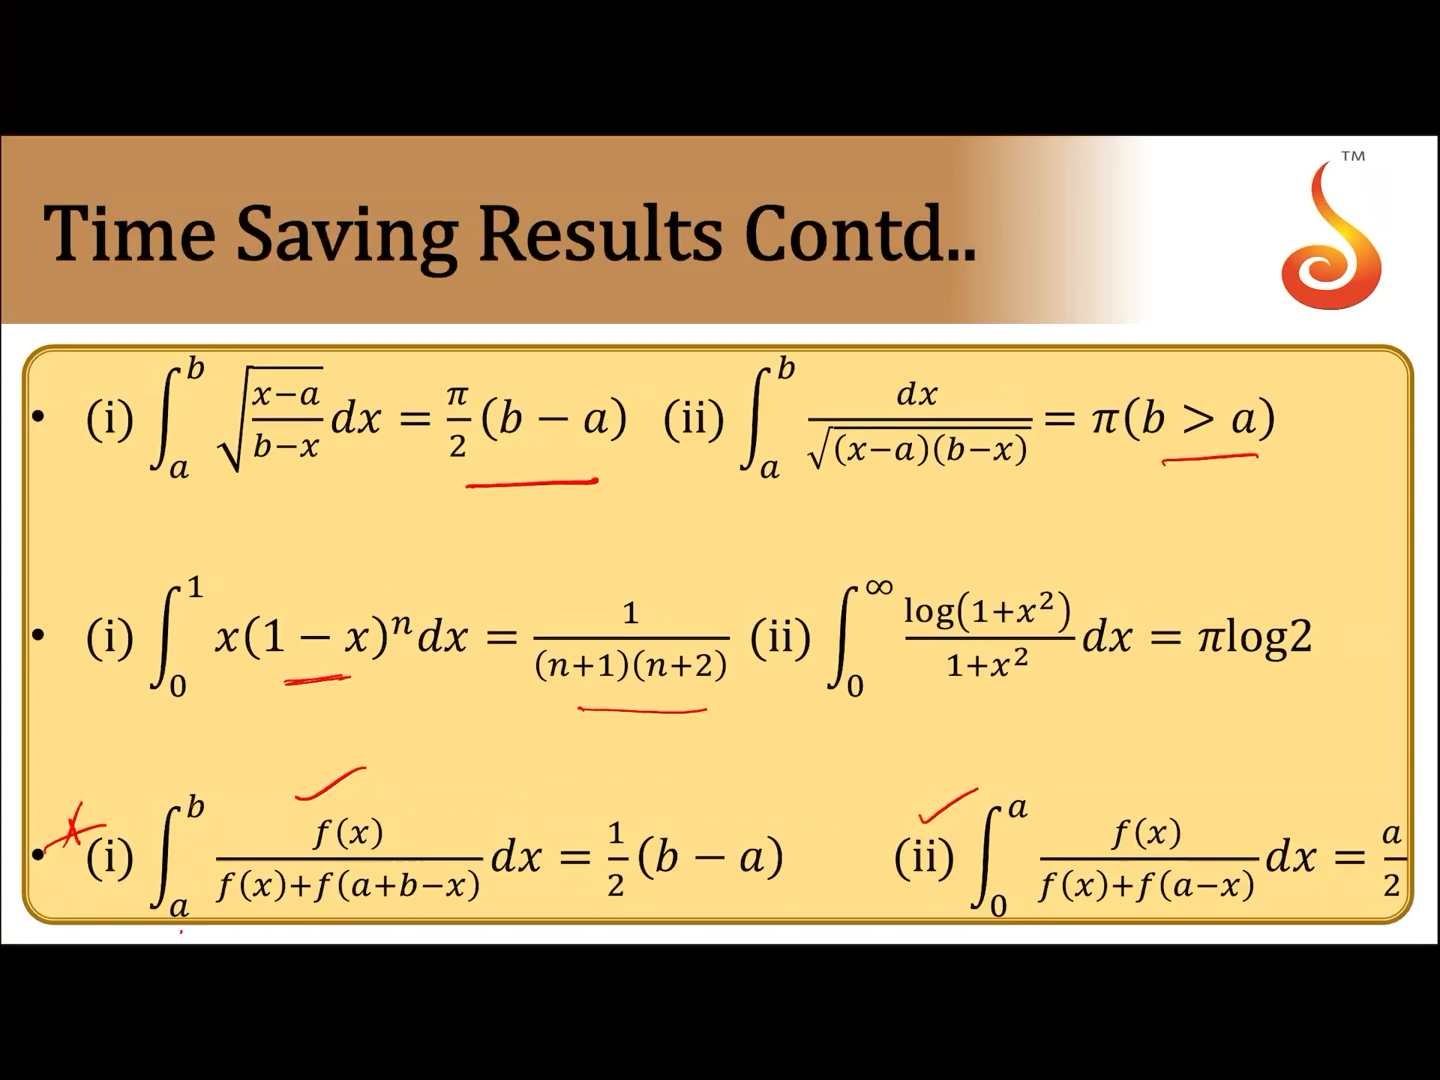 TM
Time Saving Results Contd..
• (i) ∫_a^b √((x−a)/(b−x)) dx = π/2 (b − a) (ii) ∫_a^b dx/√((x−a)(b−x)) = π(b > a)
• (i) ∫_0^1 x(1 − x)^n dx = 1/((n+1)(n+2)) (ii) ∫_0^∞ log(1+x²)/(1+x²) dx = πlog2
• (i) ∫_a^b f(x)/(f(x)+f(a+b−x)) dx = 1/2 (b − a) (ii) ∫_0^a f(x)/(f(x)+f(a−x)) dx = a/2